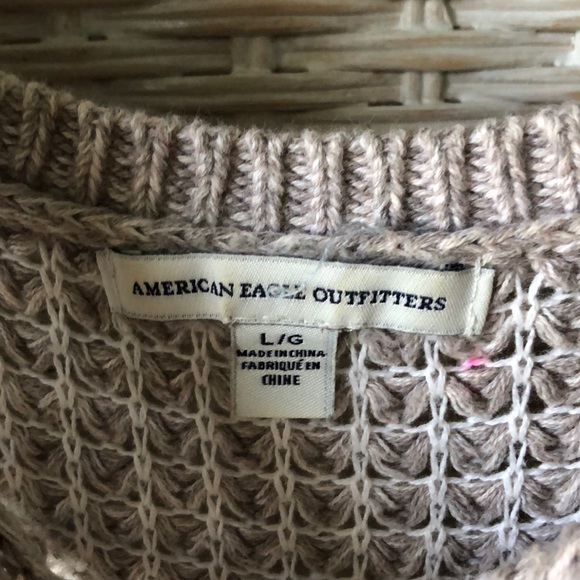 AMERICAN EAGLE OUTFITTERS
L/G
MADE IN CHINA
FABRIQUÉ EN
CHINE